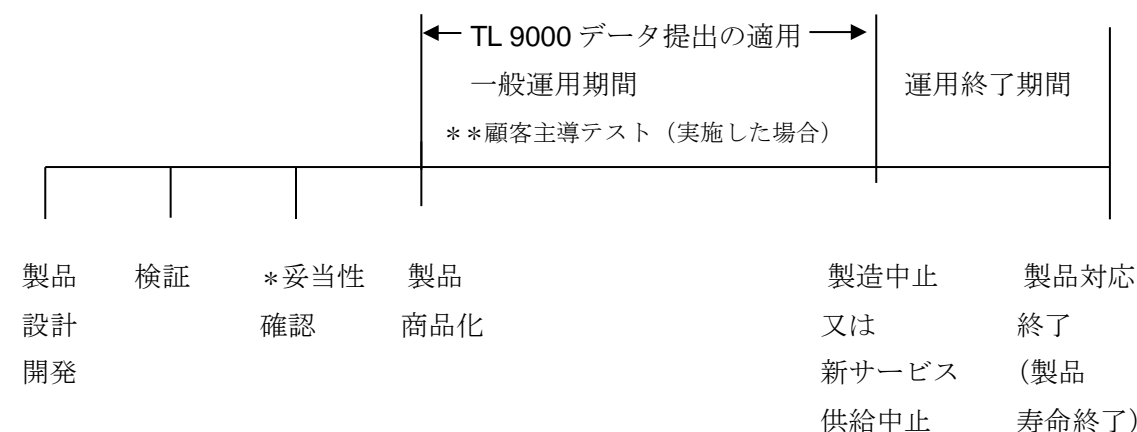 TL 9000 データ提出の適用
一般運用期間
運用終了期間
＊＊顧客主導テスト（実施した場合）
製品
設計
開発
検証
＊妥当性
確認
製品
商品化
製造中止
又は
新サービス
供給中止
製品対応
終了
（製品
寿命終了）